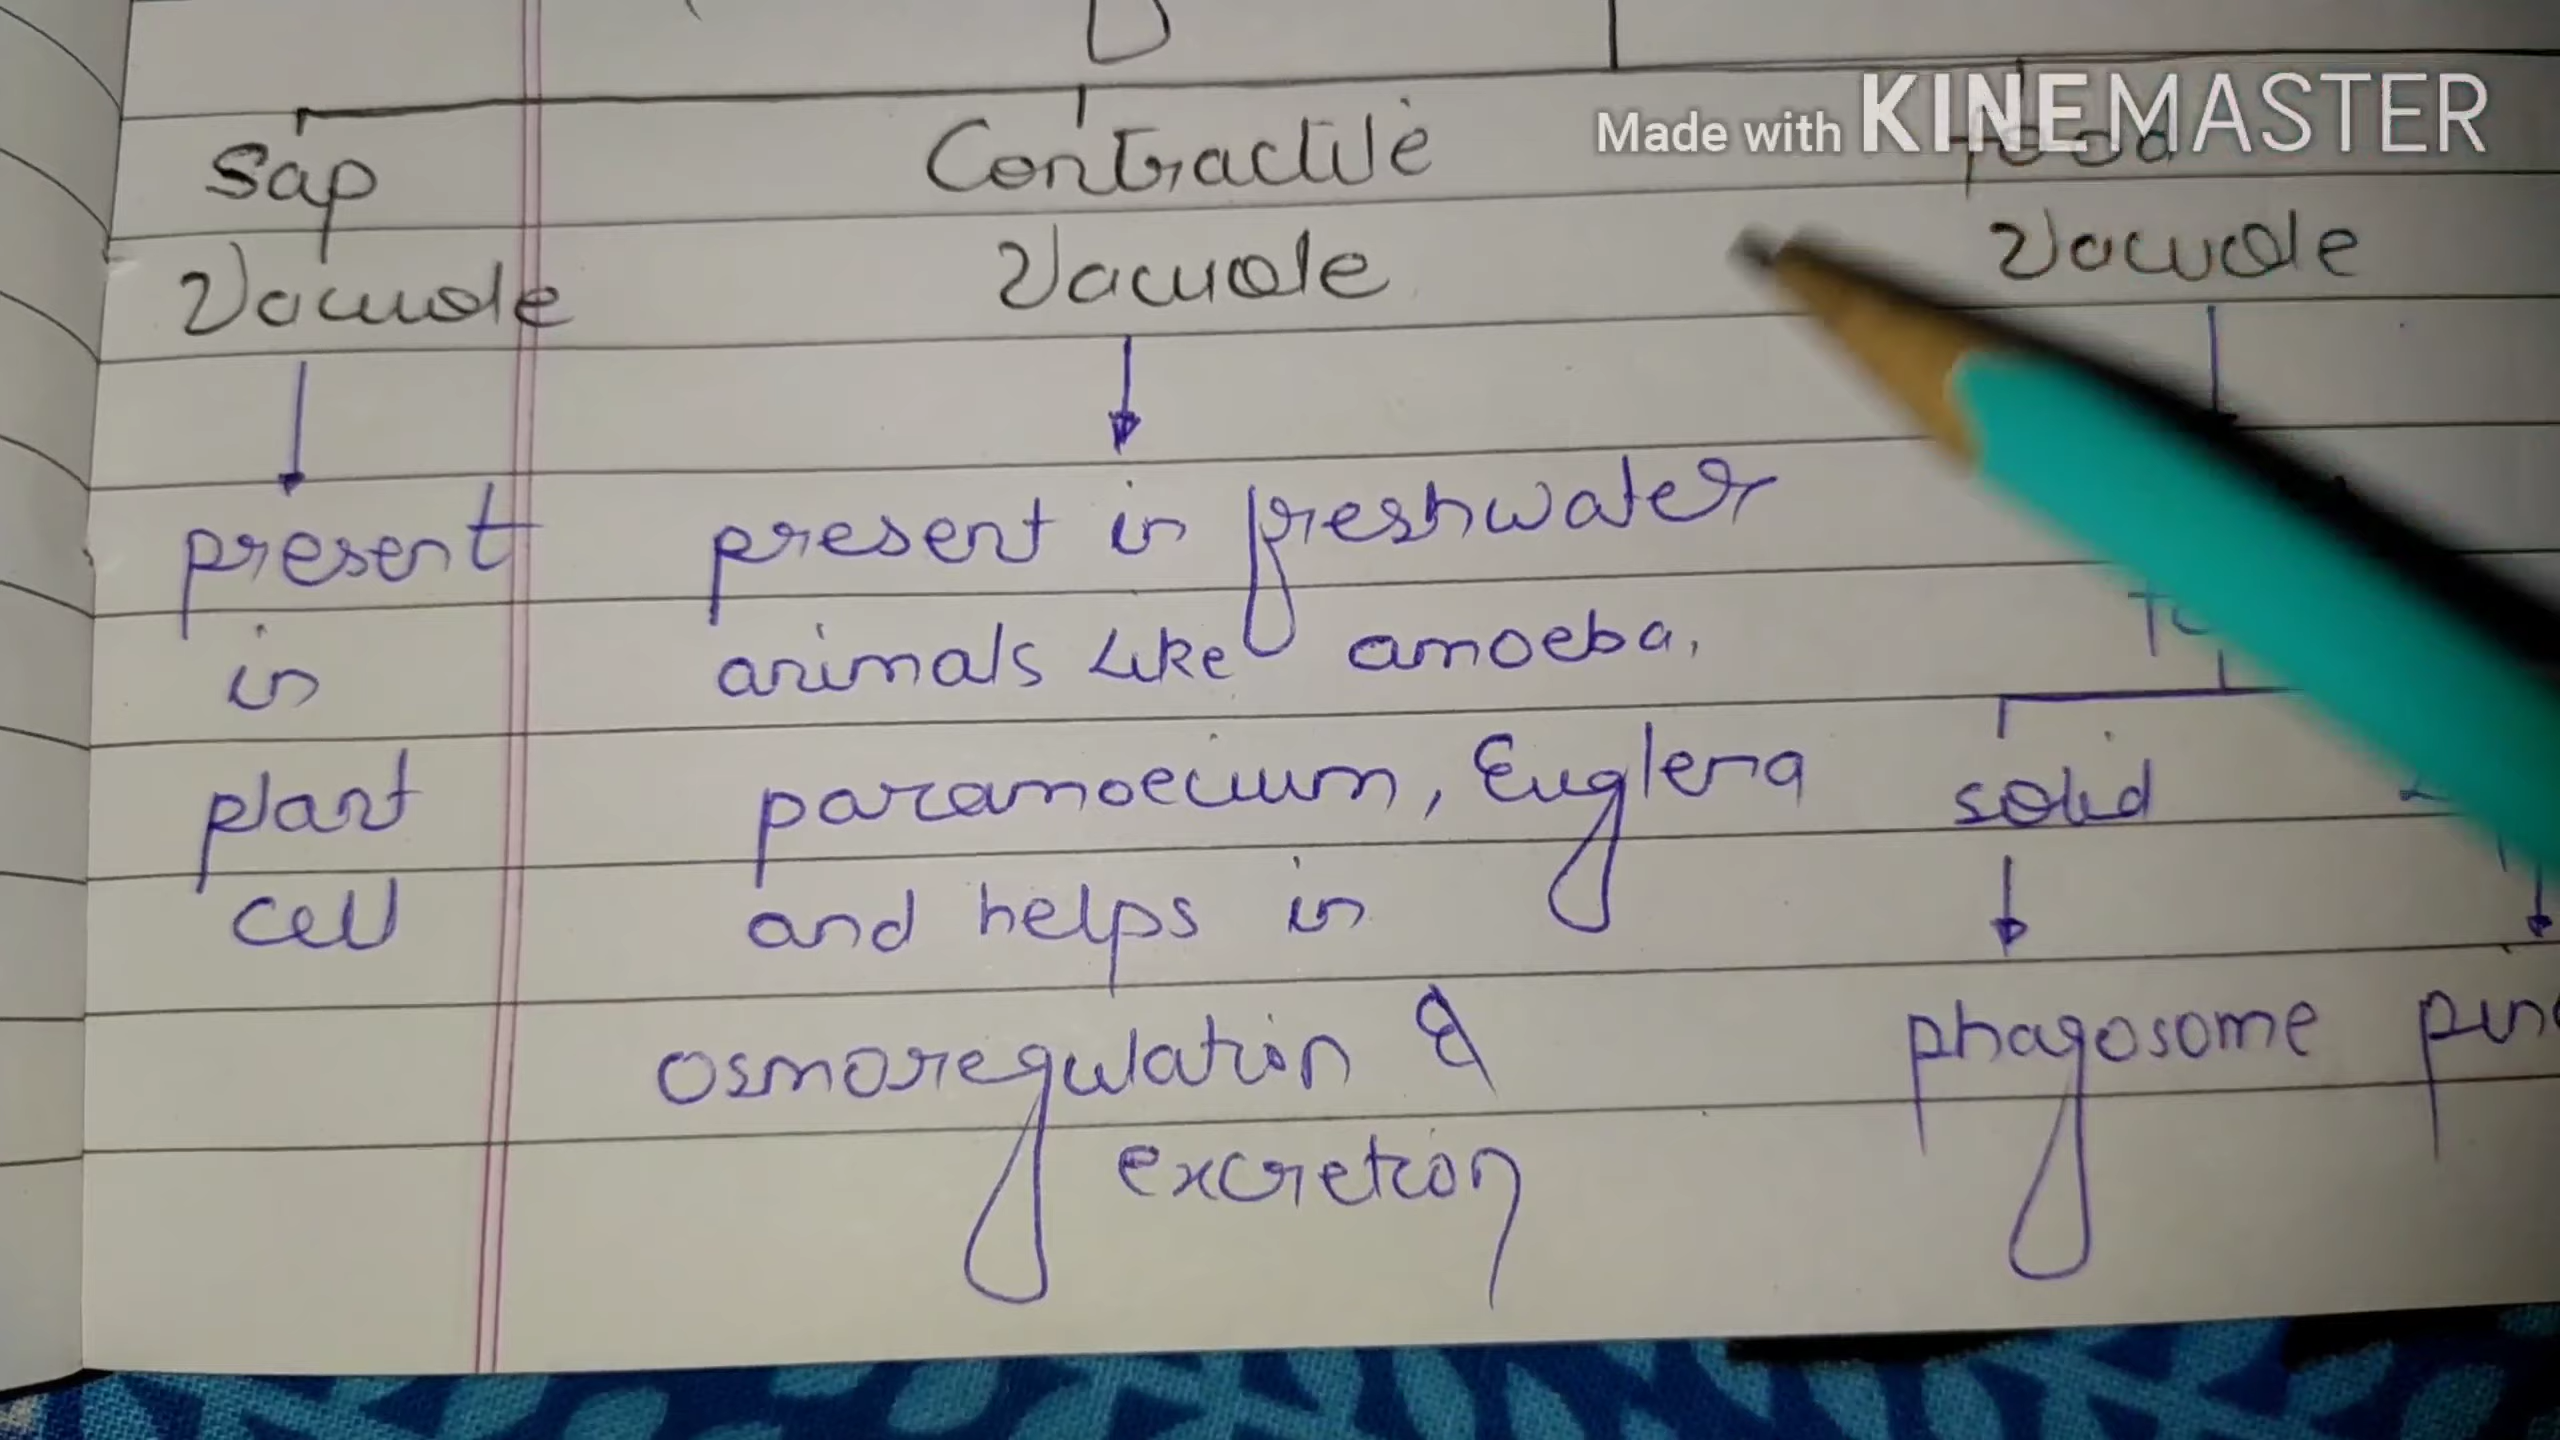 Made with KINEMASTER
Sap
Vacuole
present
in
plant
cell
Contractile
Vacuole
present in freshwater
animals like amoeba,
paramoecium, Euglena
and helps in
osmoregulation &
excretion
food
Vacuole
solid
phagosome